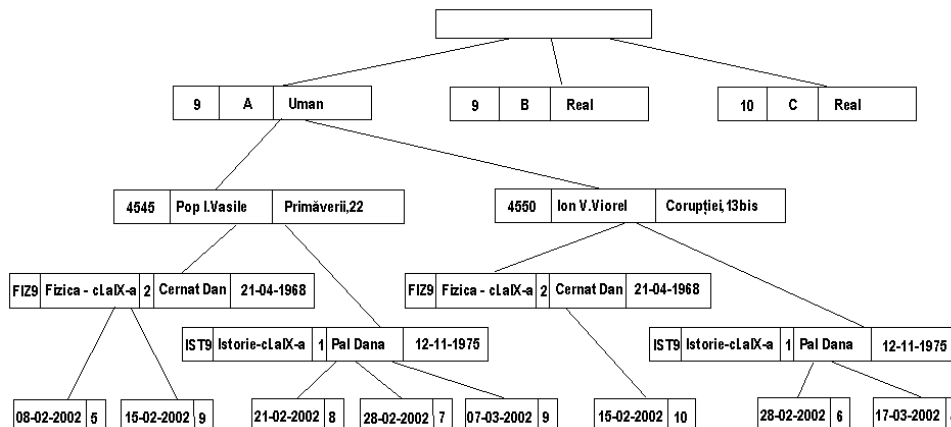 9 A Uman
9 B Real
10 C Real
4545 Pop I.Vasile Primăverii,22
4550 Ion V.Viorel Corupției,13bis
FIZ9 Fizica - cLaIX-a 2 Cernat Dan 21-04-1968
FIZ9 Fizica - cLaIX-a 2 Cernat Dan 21-04-1968
IST9 Istorie-cLaIX-a 1 Pal Dana 12-11-1975
IST9 Istorie-cLaIX-a 1 Pal Dana 12-11-1975
08-02-2002 5
15-02-2002 9
21-02-2002 8
28-02-2002 7
07-03-2002 9
15-02-2002 10
28-02-2002 6
17-03-2002